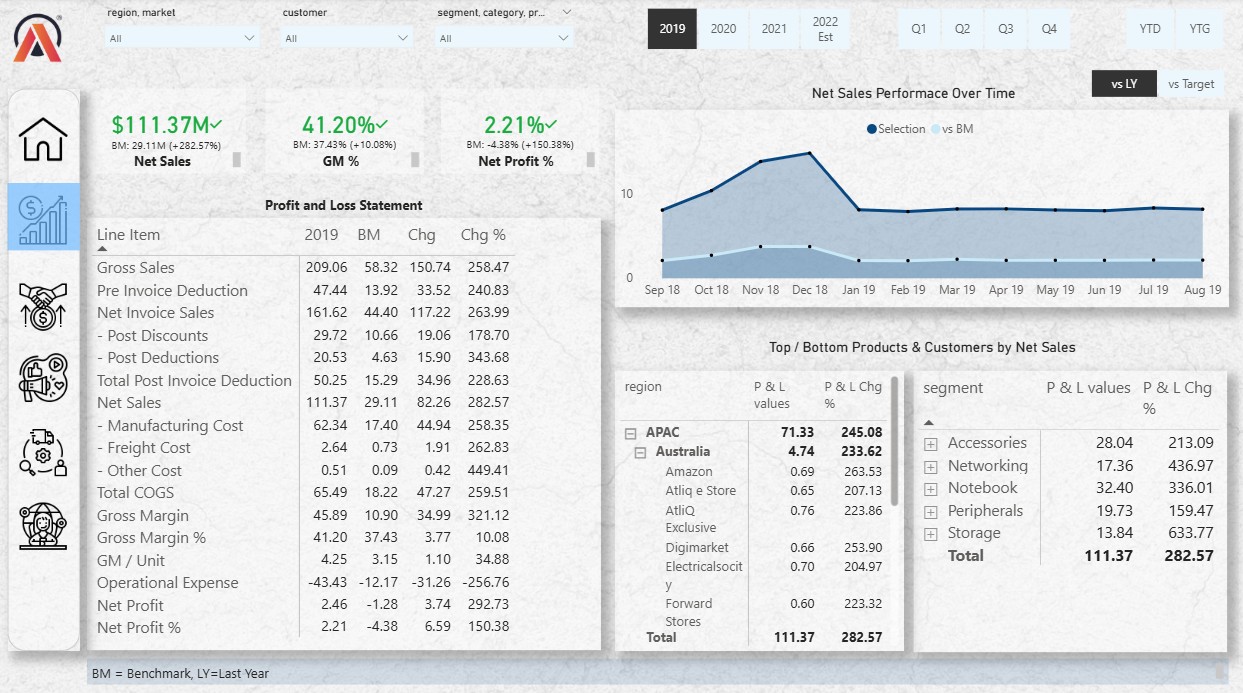 region, market
customer
segment, category, pr...
All
All
All
2019
2020
2021
2022
Est
Q1
Q2
Q3
Q4
YTD
YTG
vs LY
vs Target
$111.37M
BM: 29.11M (+282.57%)
Net Sales
41.20%
BM: 37.43% (+10.08%)
GM %
2.21%
BM: -4.38% (+150.38%)
Net Profit %
Net Sales Performace Over Time
Selection vs BM
10
0
Sep 18 Oct 18 Nov 18 Dec 18 Jan 19 Feb 19 Mar 19 Apr 19 May 19 Jun 19 Jul 19 Aug 19
Profit and Loss Statement
Line Item 2019 BM Chg Chg %
Gross Sales 209.06 58.32 150.74 258.47
Pre Invoice Deduction 47.44 13.92 33.52 240.83
Net Invoice Sales 161.62 44.40 117.22 263.99
- Post Discounts 29.72 10.66 19.06 178.70
- Post Deductions 20.53 4.63 15.90 343.68
Total Post Invoice Deduction 50.25 15.29 34.96 228.63
Net Sales 111.37 29.11 82.26 282.57
- Manufacturing Cost 62.34 17.40 44.94 258.35
- Freight Cost 2.64 0.73 1.91 262.83
- Other Cost 0.51 0.09 0.42 449.41
Total COGS 65.49 18.22 47.27 259.51
Gross Margin 45.89 10.90 34.99 321.12
Gross Margin % 41.20 37.43 3.77 10.08
GM / Unit 4.25 3.15 1.10 34.88
Operational Expense -43.43 -12.17 -31.26 -256.76
Net Profit 2.46 -1.28 3.74 292.73
Net Profit % 2.21 -4.38 6.59 150.38
Top / Bottom Products & Customers by Net Sales
region P & L values P & L Chg %
APAC 71.33 245.08
Australia 4.74 233.62
Amazon 0.69 263.53
Atliq e Store 0.65 207.13
AtliQ 0.76 223.86
Exclusive
Digimarket 0.66 253.90
Electricalsocit 0.70 204.97
y
Forward 0.60 223.32
Stores
Total 111.37 282.57
segment P & L values P & L Chg %
Accessories 28.04 213.09
Networking 17.36 436.97
Notebook 32.40 336.01
Peripherals 19.73 159.47
Storage 13.84 633.77
Total 111.37 282.57
BM = Benchmark, LY=Last Year